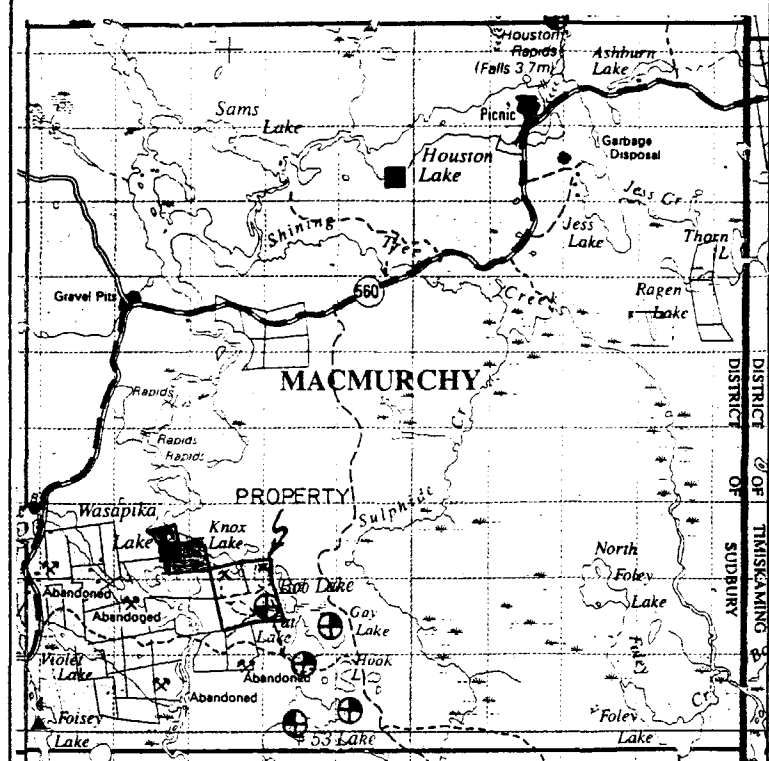 Houston
Rapids
(Falls 3.7m)
Ashburn
Lake
Sams
Lake
Picnic
Houston
Lake
Garbage
Disposal
Jess Cr
Jess
Lake
Thorn
L
Shining Tree Creek
Gravel Pits
560
Ragen
Lake
MACMURCHY
DISTRICT OF TIMISKAMING
DISTRICT OF SUDBURY
Rapids
Rapids
Rapids
Sulphide Cr
Wasapika
Lake
PROPERTY
Knox
Lake
North
Foley
Lake
Abandoned
Abandoned
Lake
Lake
Gay
Lake
Foley Cr
Violet
Lake
Hook
L
Abandoned
Abandoned
Foisey
Lake
53 Lake
Foley
Lake